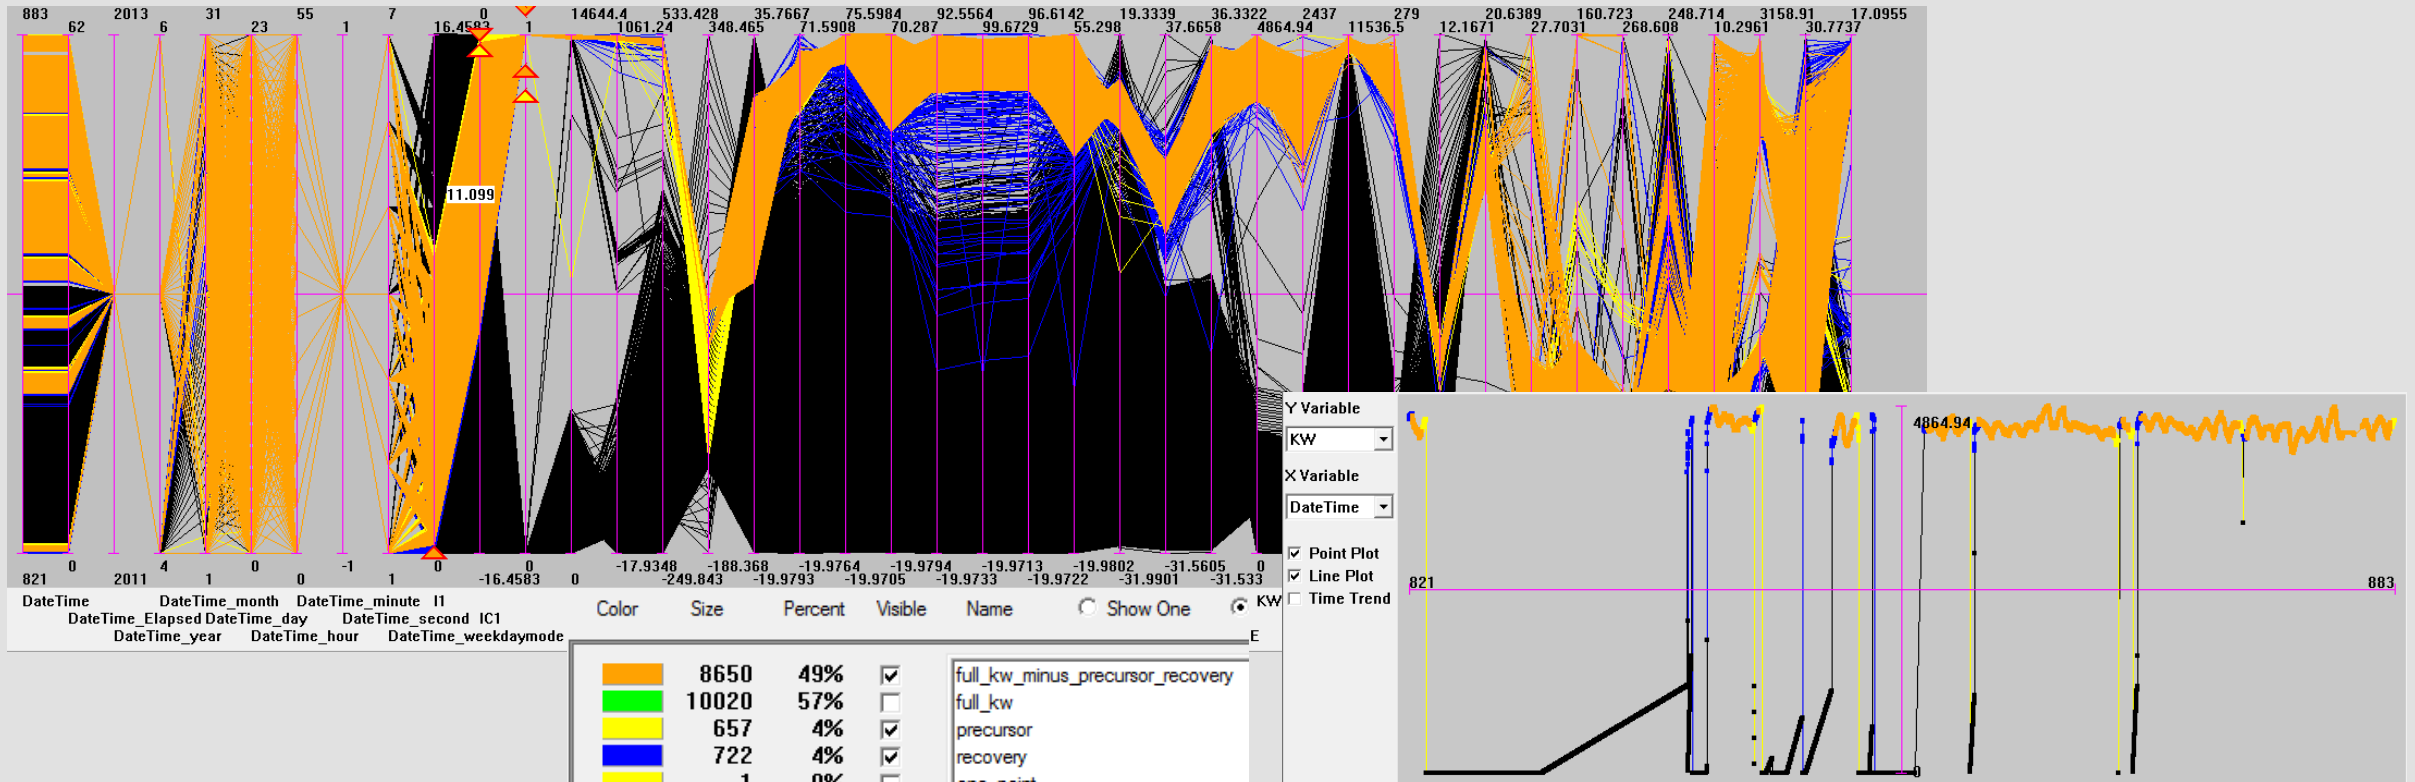 883 2013 31 55 7 0 14644.4 533.428 35.7667 75.5984 92.5564 96.6142 19.3339 36.3322 2437 279 20.6389 160.723 248.714 3158.91 17.0955
62 6 23 1 16.4583 1 1061.24 348.465 71.5908 70.287 99.6729 55.298 37.6658 4864.94 11536.5 12.1671 27.7031 268.608 10.2961 30.7737
11.099
0 4 0 -1 0 0 -17.9348 -188.368 -19.9764 -19.9794 -19.9713 -19.9802 -31.5605 0
821 2011 1 0 1 -16.4583 0 -249.843 -19.9793 -19.9705 -19.9733 -19.9722 -31.9901 -31.533
DateTime DateTime_month DateTime_minute I1
DateTime_Elapsed DateTime_day DateTime_second IC1
DateTime_year DateTime_hour DateTime_weekdaymode
KW
E
Color Size Percent Visible Name Show One
8650 49% full_kw_minus_precursor_recovery
10020 57% full_kw
657 4% precursor
722 4% recovery
Y Variable
KW
X Variable
DateTime
Point Plot
Line Plot
Time Trend
4864.94
821 883
0